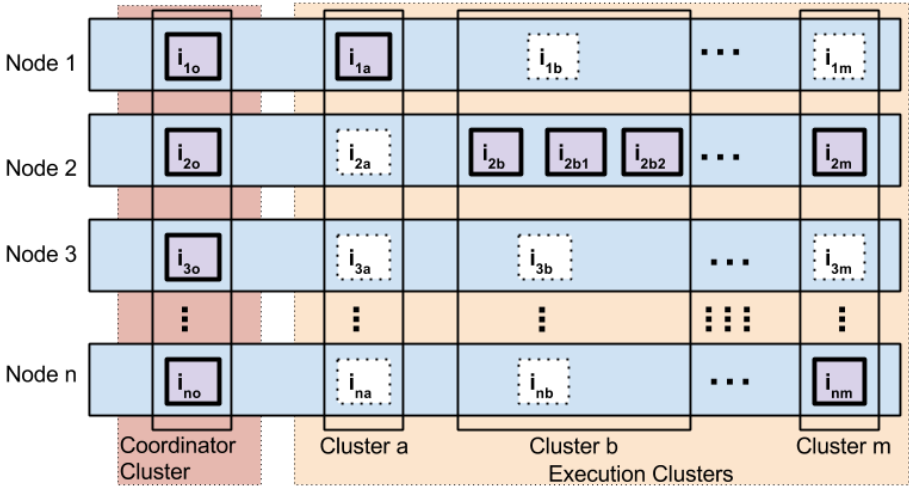 Node 1 i1o i1a i1b ... i1m
Node 2 i2o i2a i2b i2b1 i2b2 ... i2m
Node 3 i3o i3a i3b ... i3m
Node n ino ina inb ... inm
Coordinator Cluster a Cluster b Cluster m
Cluster Execution Clusters